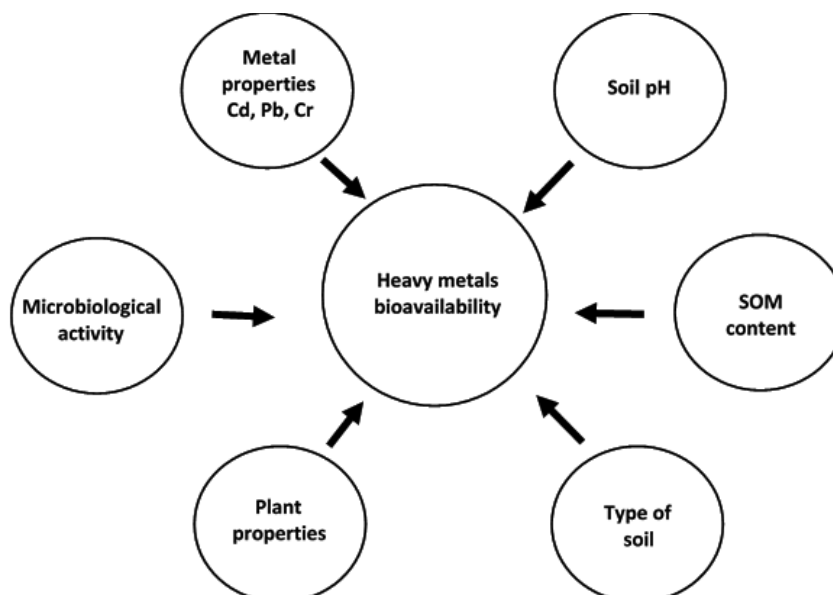 Metal
properties
Cd, Pb, Cr
Soil pH
Microbiological
activity
Heavy metals
bioavailability
SOM
content
Plant
properties
Type of
soil